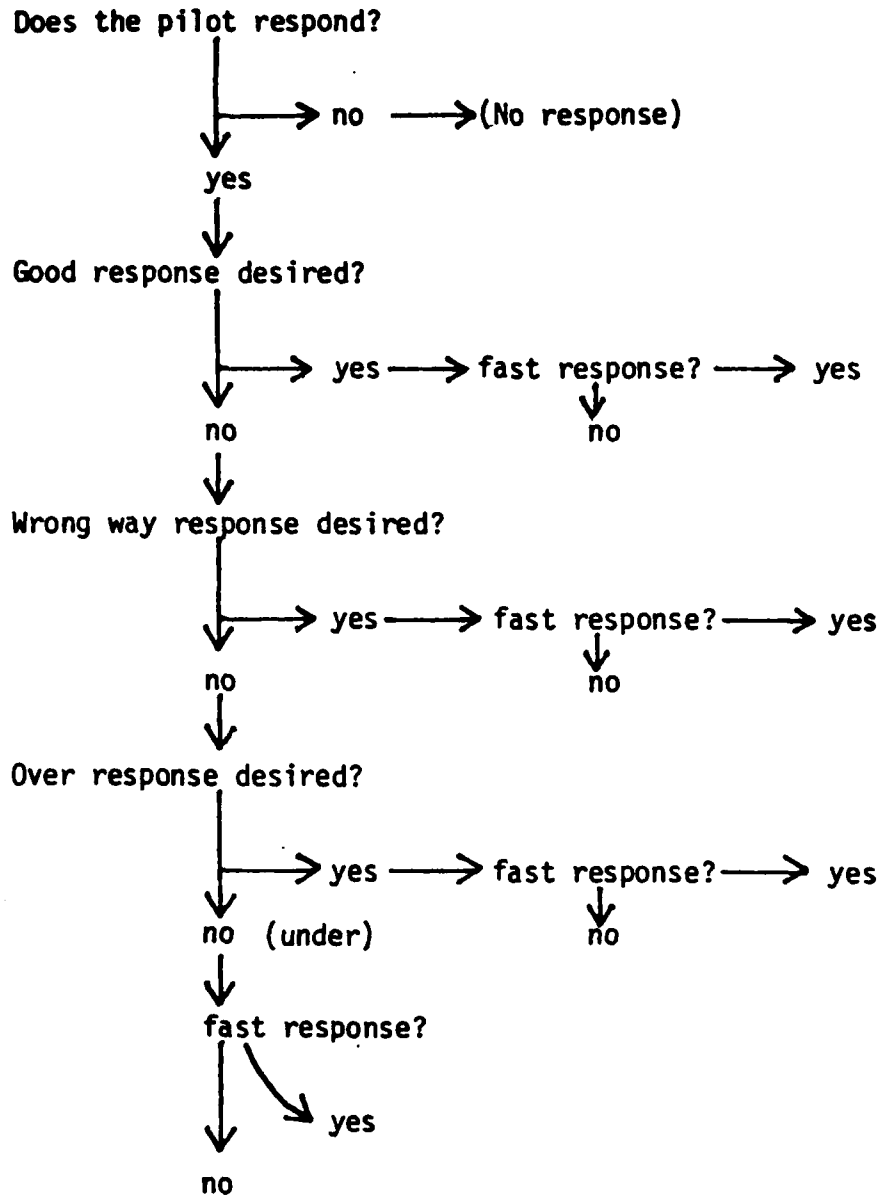 Does the pilot respond?
no (No response)
yes
Good response desired?
yes fast response? yes
no no
Wrong way response desired?
yes fast response? yes
no no
Over response desired?
yes fast response? yes
no (under) no
fast response?
yes
no